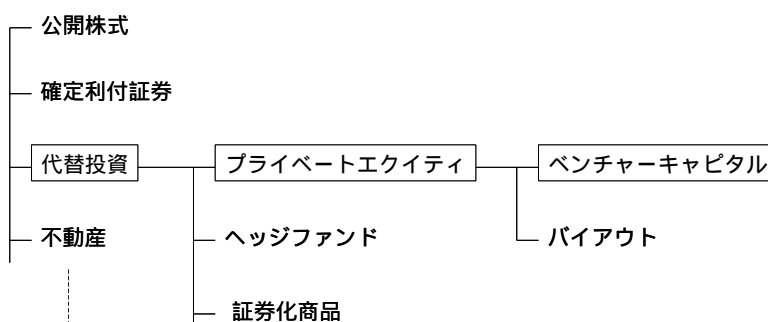 公開株式
確定利付証券
代替投資
プライベートエクイティ
ベンチャーキャピタル
不動産
ヘッジファンド
バイアウト
証券化商品